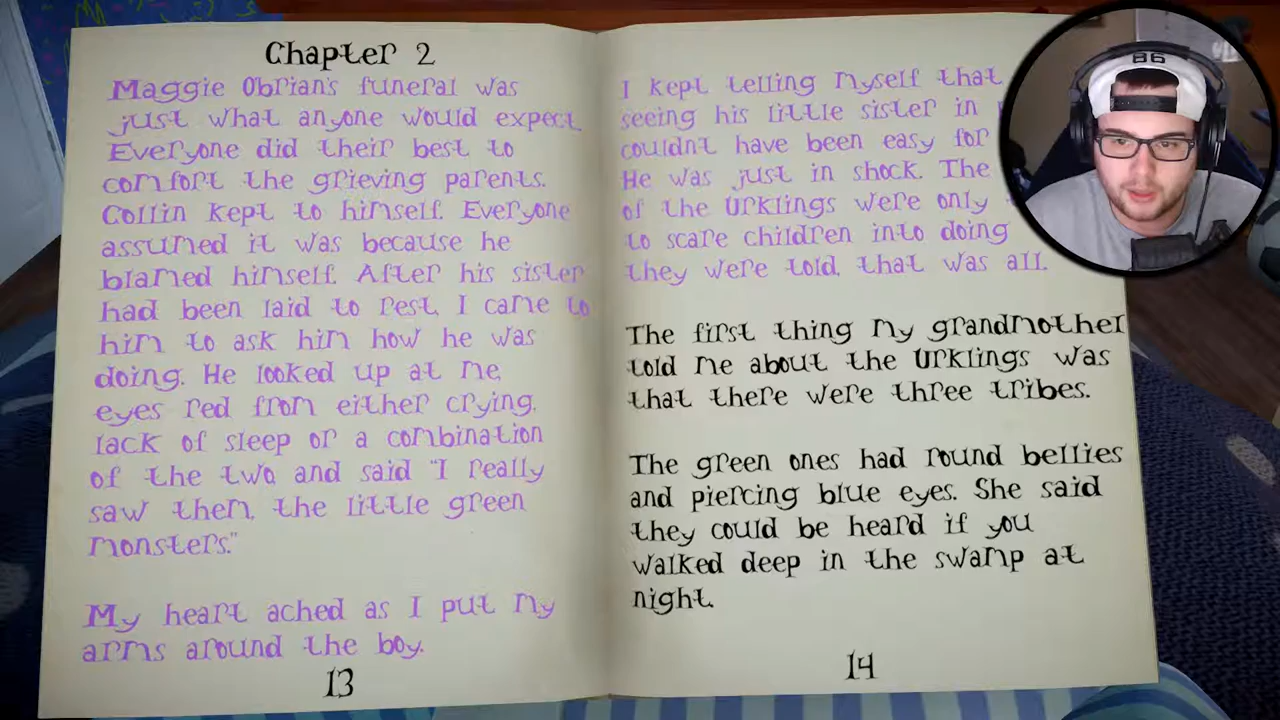 Chapter 2
Maggie Obrian's funeral was
just what anyone would expect.
Everyone did their best to
comfort the grieving parents.
Collin kept to himself. Everyone
assumed it was because he
blamed himself. After his sister
had been laid to rest, I came to
him to ask him how he was
doing. He looked up at me,
eyes red from either crying,
lack of sleep or a combination
of the two, and said "I really
saw them, the little green
monsters."
My heart ached as I put my
arms around the boy.
13
I kept telling myself that
seeing his little sister in
couldnt have been easy for
He was just in shock. The
of the Urklings were only
to scare children into doing
they were told, that was all.
The first thing my grandmother
told me about the Urklings was
that there were three tribes.
The green ones had round bellies
and piercing blue eyes. She said
they could be heard if you
walked deep in the swamp at
night.
14
86